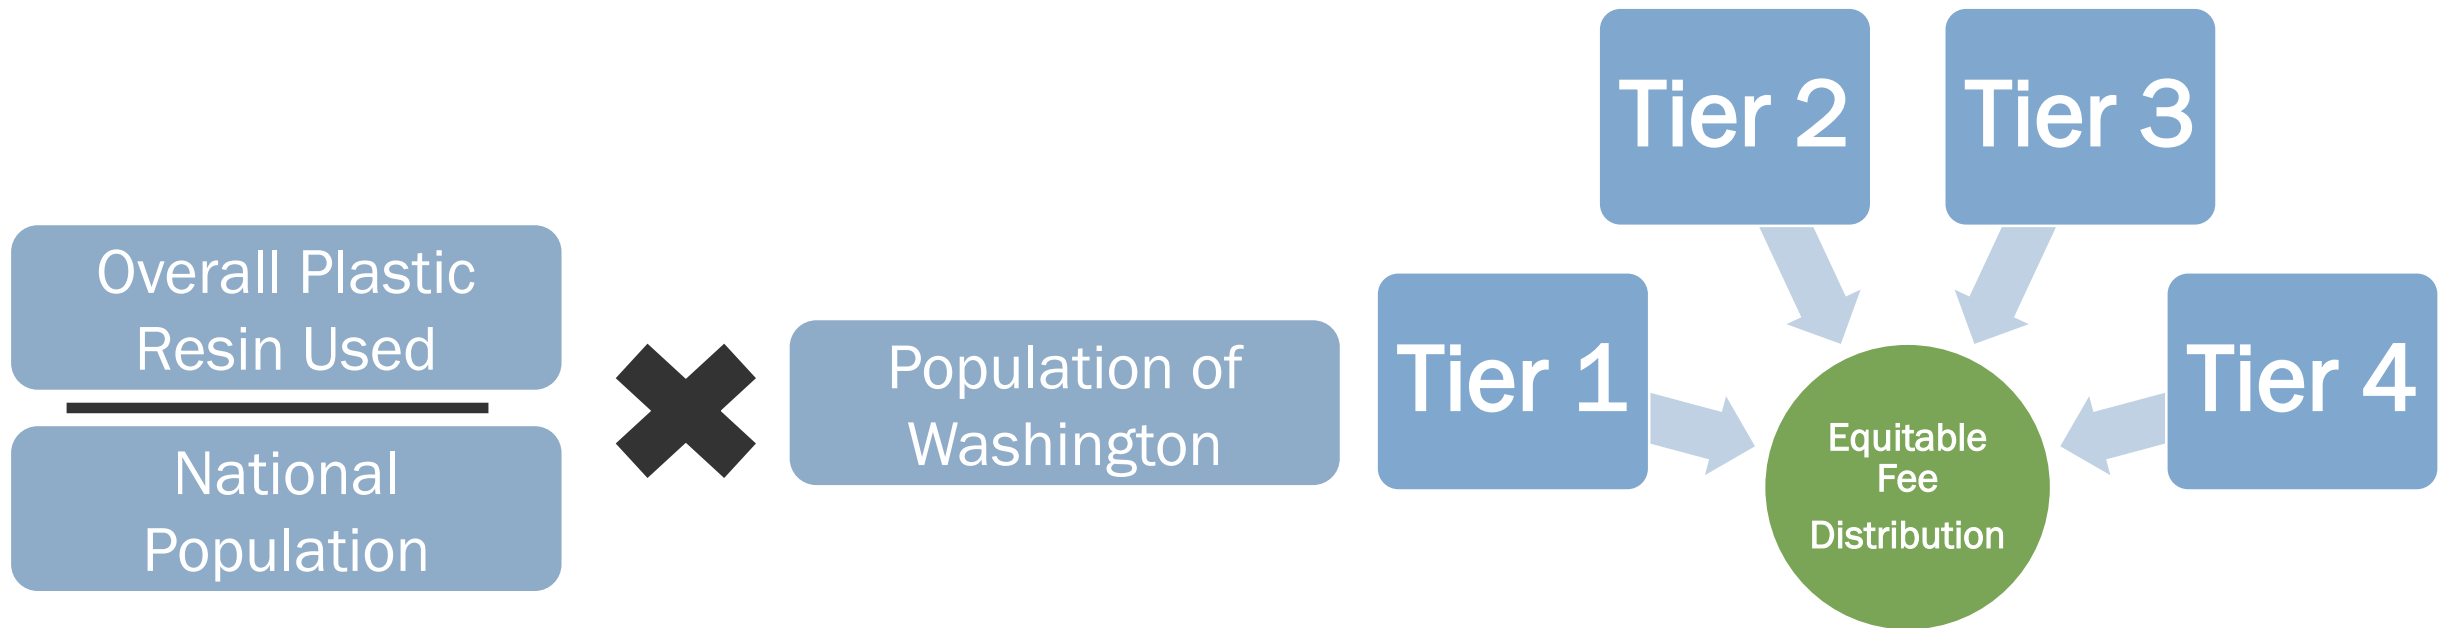 Overall Plastic
Resin Used
National
Population
Population of
Washington
Tier 1
Tier 2
Tier 3
Tier 4
Equitable
Fee
Distribution